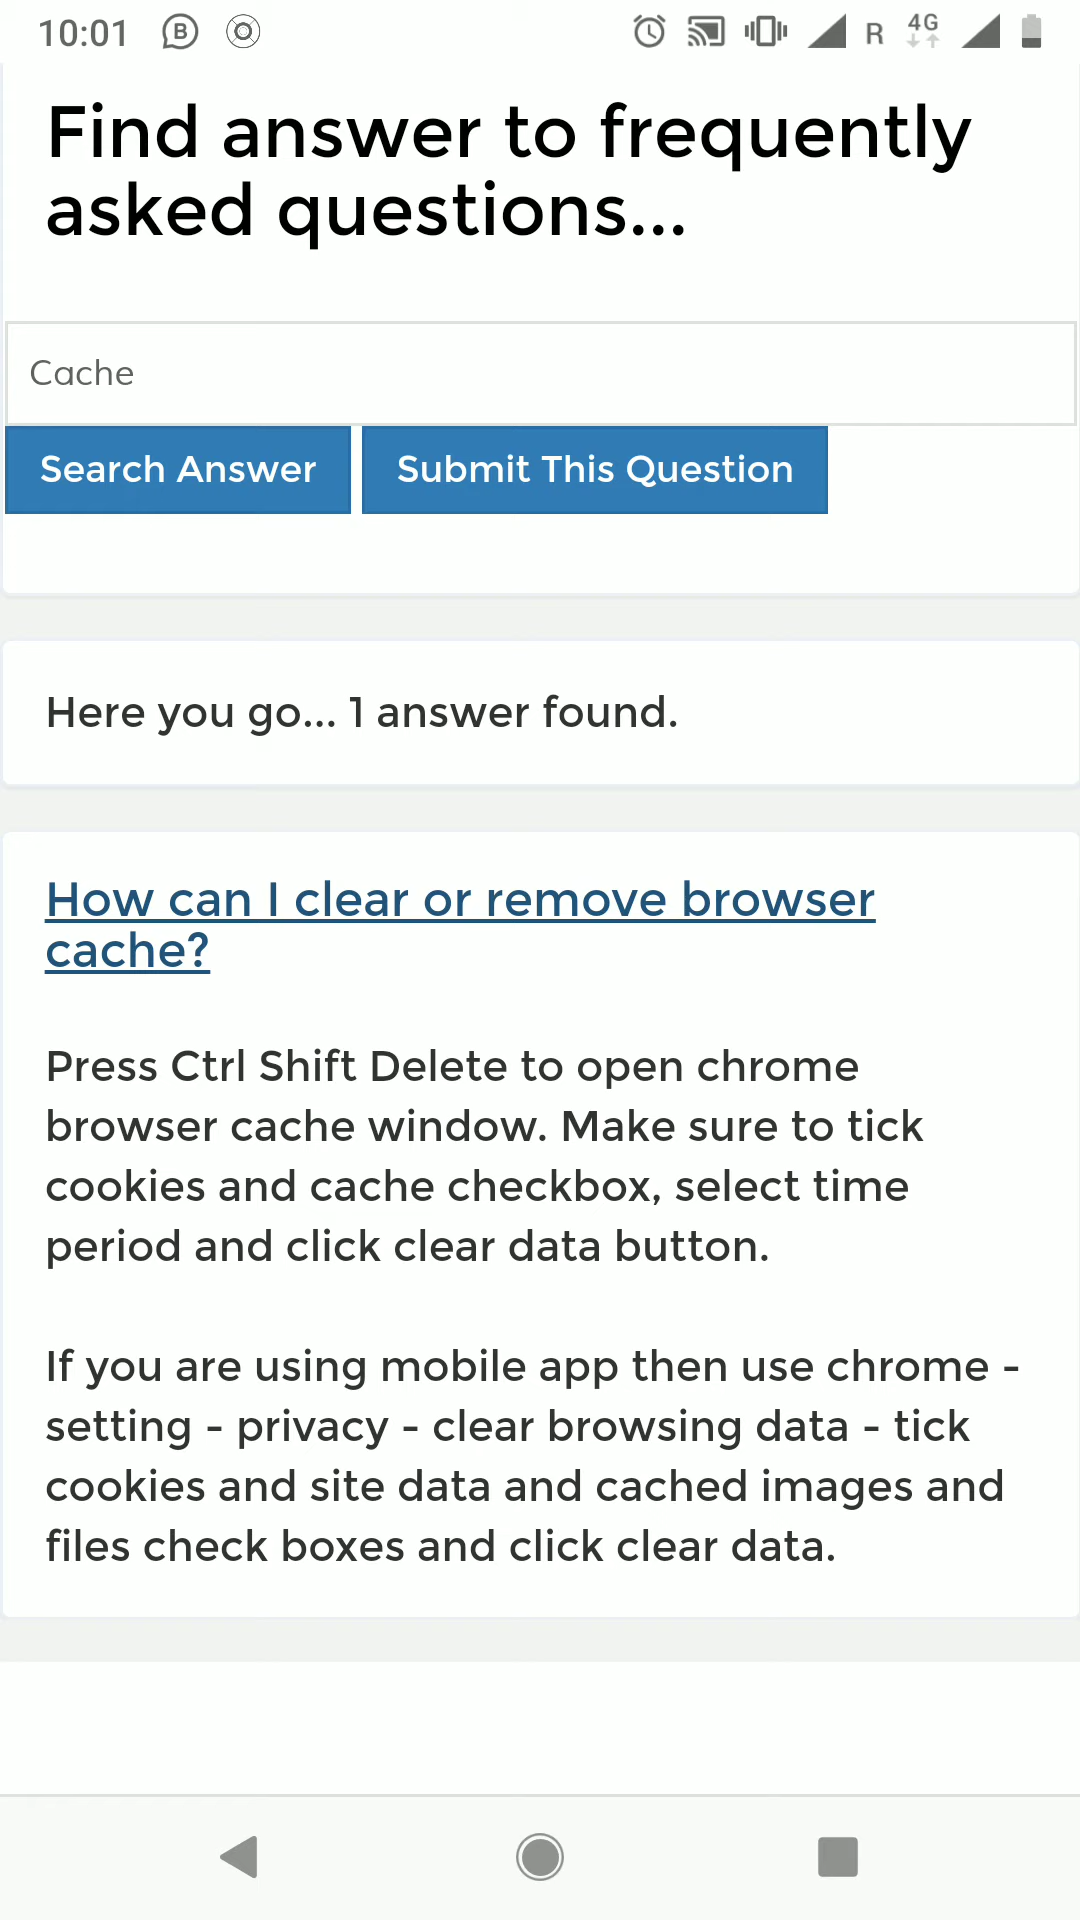 10:01 B R 4G
Find answer to frequently
asked questions...
Cache
Search Answer Submit This Question
Here you go... 1 answer found.
How can I clear or remove browser
cache?
Press Ctrl Shift Delete to open chrome
browser cache window. Make sure to tick
cookies and cache checkbox, select time
period and click clear data button.
If you are using mobile app then use chrome -
setting - privacy - clear browsing data - tick
cookies and site data and cached images and
files check boxes and click clear data.